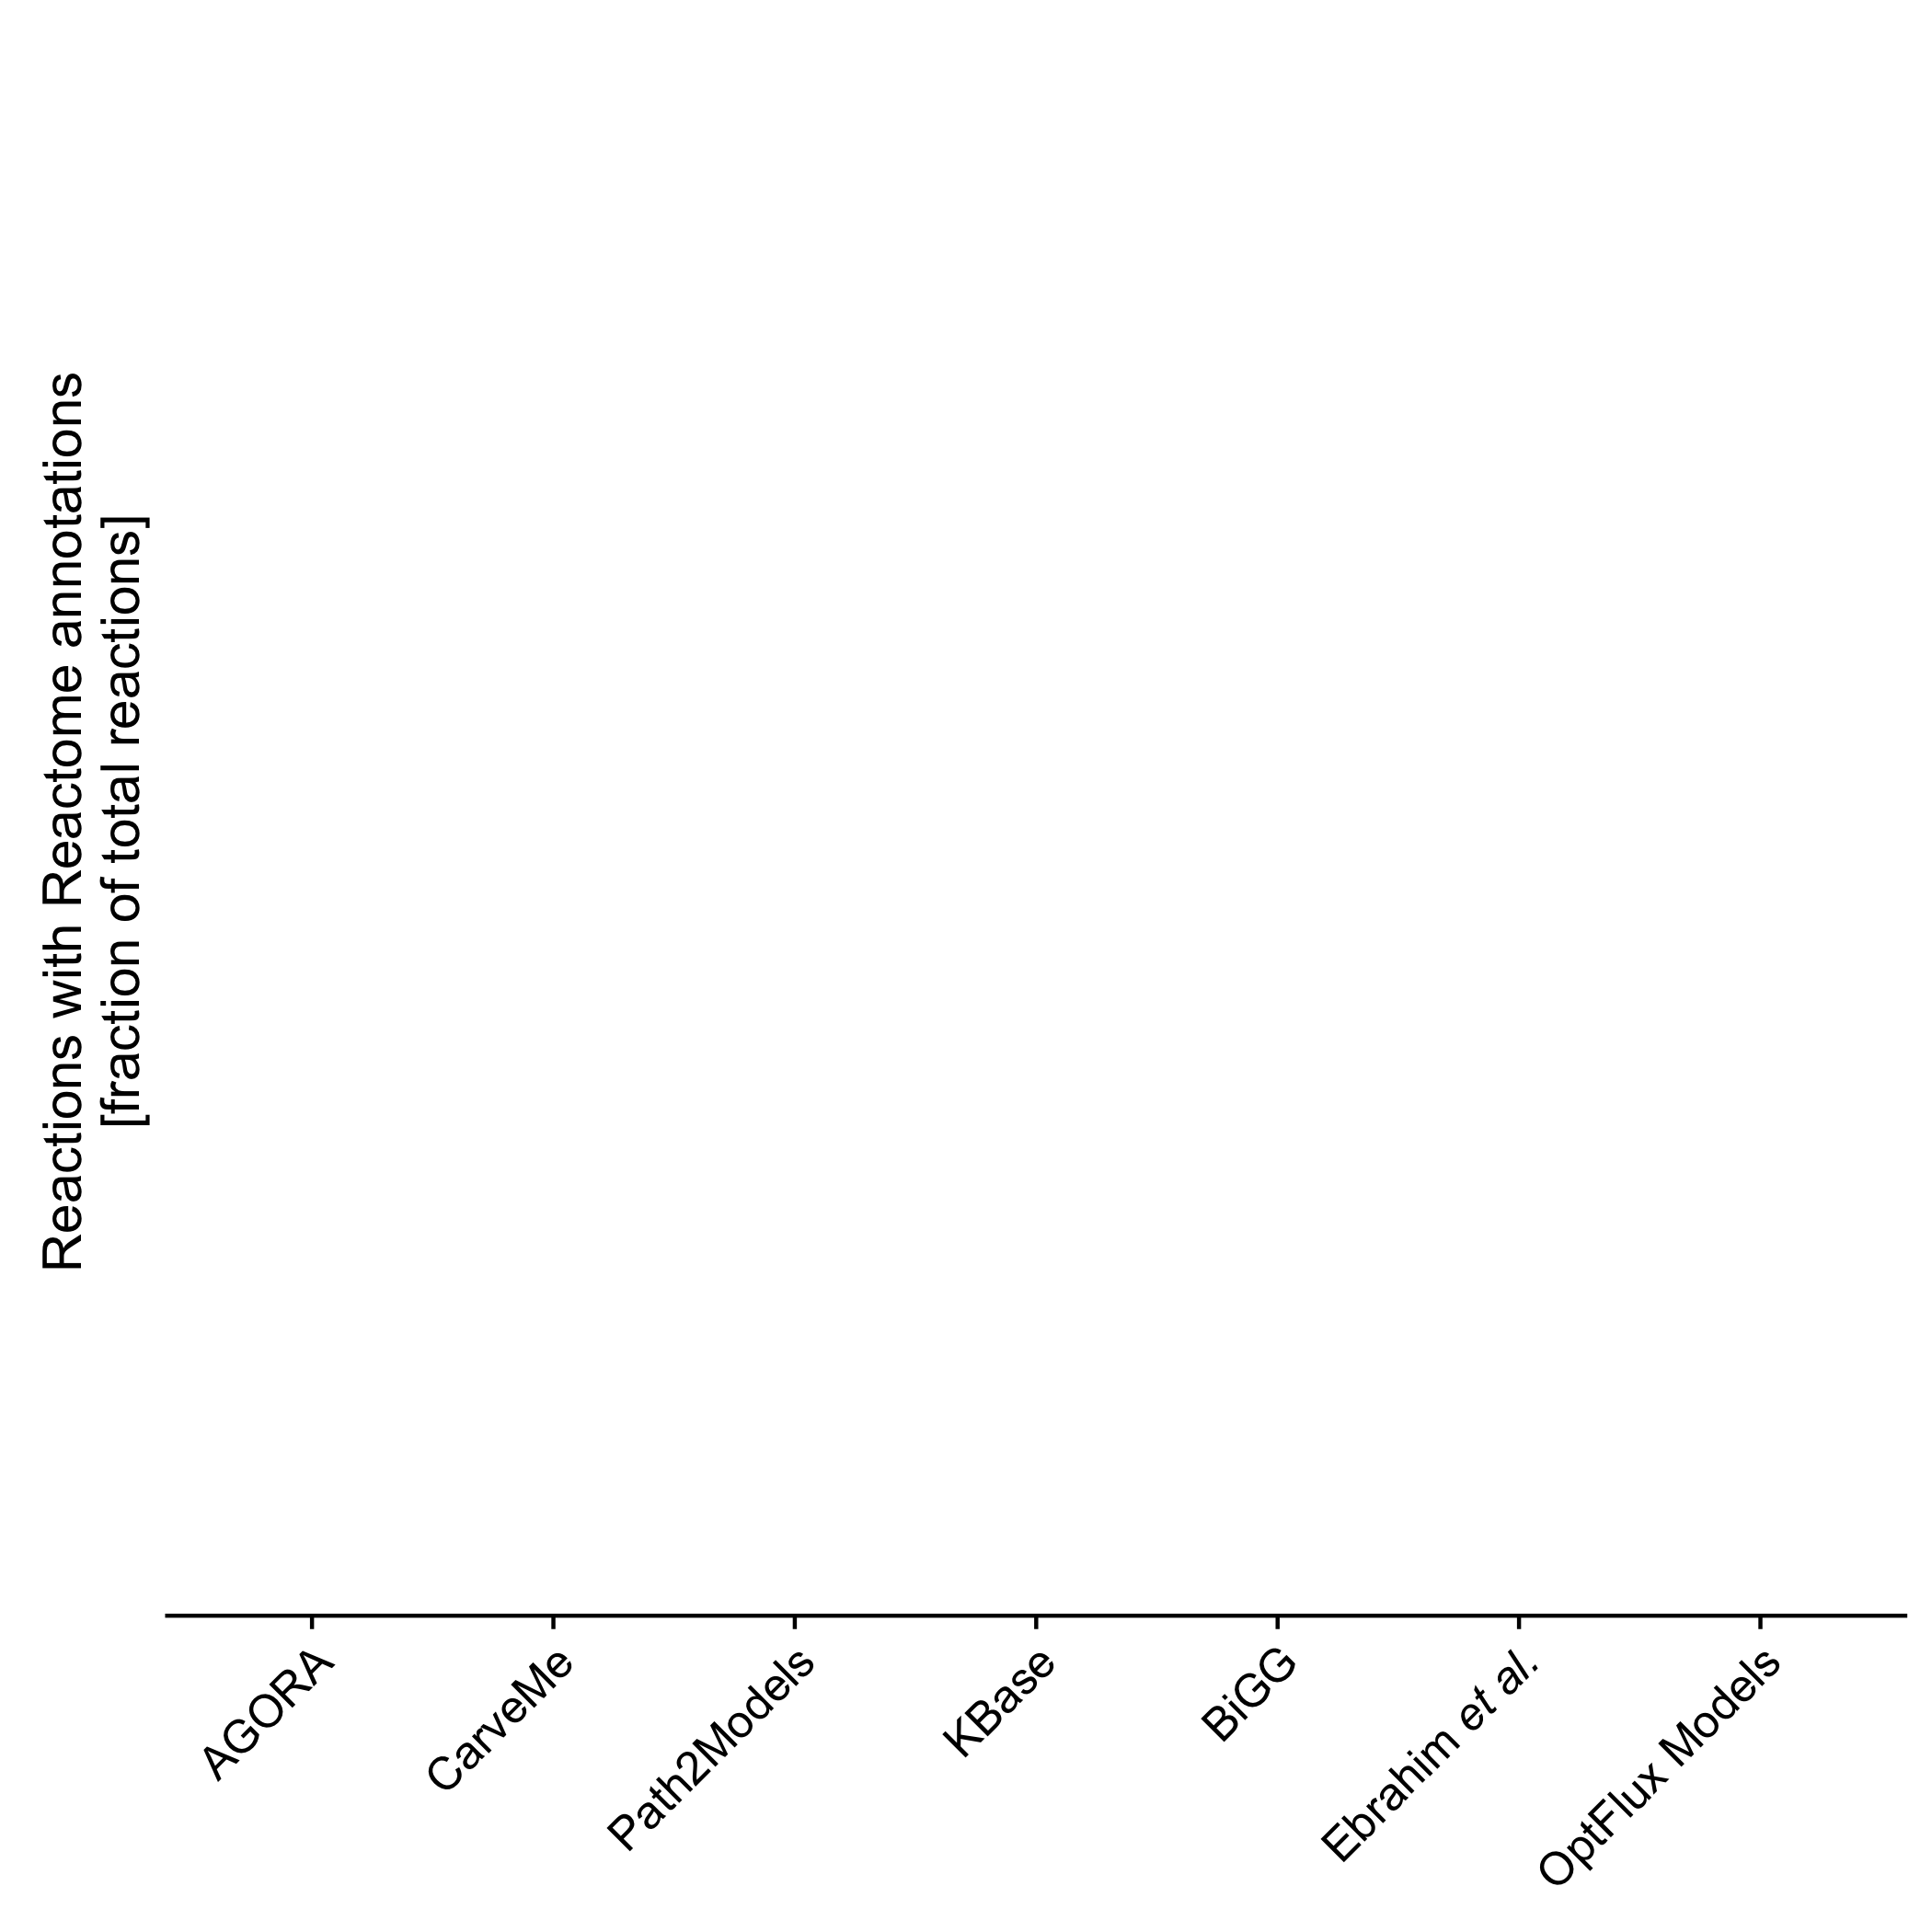 Reactions with Reactome annotations
[fraction of total reactions]
AGORA
CarveMe
Path2Models
KBase
BiGG
Ebrahim et al.
OptFlux Models